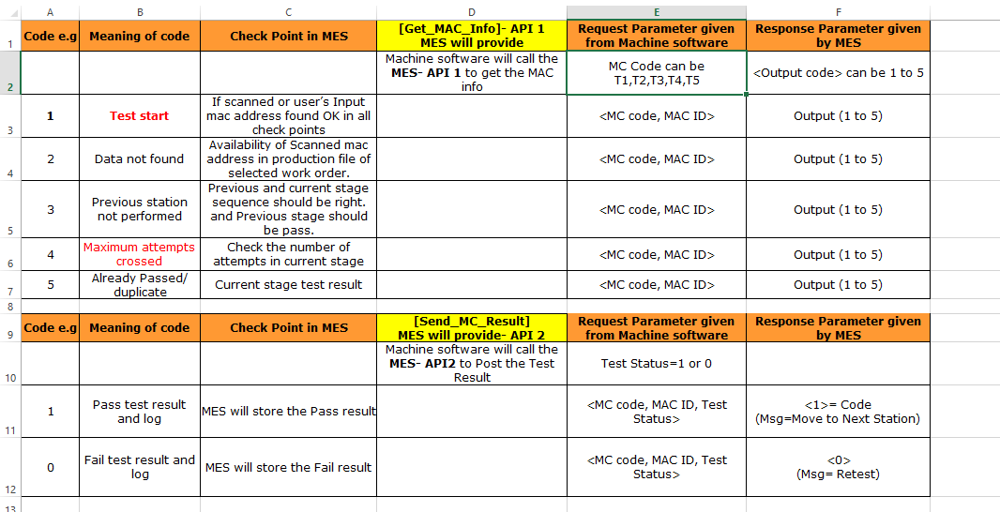 A B C D E F
1 Code e.g Meaning of code Check Point in MES [Get_MAC_Info]- API 1 MES will provide Request Parameter given from Machine software Response Parameter given by MES
2 Machine software will call the MES- API 1 to get the MAC info MC Code can be T1,T2,T3,T4,T5 <Output code> can be 1 to 5
3 1 Test start If scanned or user’s Input mac address found OK in all check points <MC code, MAC ID> Output (1 to 5)
4 2 Data not found Availability of Scanned mac address in production file of selected work order. <MC code, MAC ID> Output (1 to 5)
5 3 Previous station not performed Previous and current stage sequence should be right. and Previous stage should be pass. <MC code, MAC ID> Output (1 to 5)
6 4 Maximum attempts crossed Check the number of attempts in current stage <MC code, MAC ID> Output (1 to 5)
7 5 Already Passed/ duplicate Current stage test result <MC code, MAC ID> Output (1 to 5)
8
9 Code e.g Meaning of code Check Point in MES [Send_MC_Result] MES will provide- API 2 Request Parameter given from Machine software Response Parameter given by MES
10 Machine software will call the MES- API2 to Post the Test Result Test Status=1 or 0
11 1 Pass test result and log MES will store the Pass result <MC code, MAC ID, Test Status> <1>= Code (Msg=Move to Next Station)
12 0 Fail test result and log MES will store the Fail result <MC code, MAC ID, Test Status> <0> (Msg= Retest)
13